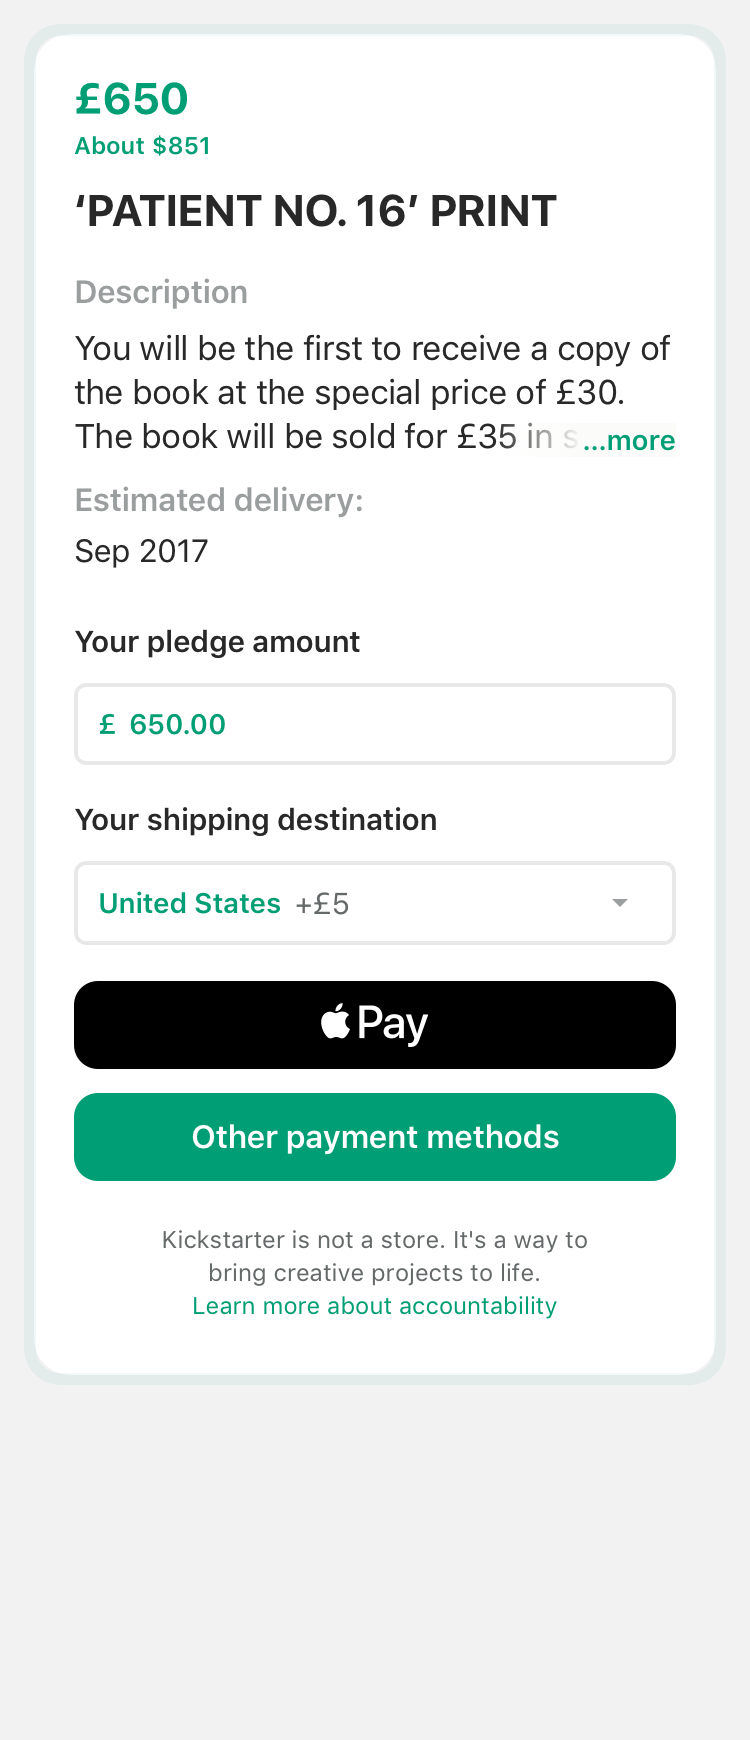 £650
About $851
‘PATIENT NO. 16’ PRINT
Description
You will be the first to receive a copy of
the book at the special price of £30.
The book will be sold for £35 in s ...more
Estimated delivery:
Sep 2017
Your pledge amount
£ 650.00
Your shipping destination
United States +£5
Pay
Other payment methods
Kickstarter is not a store. It's a way to
bring creative projects to life.
Learn more about accountability